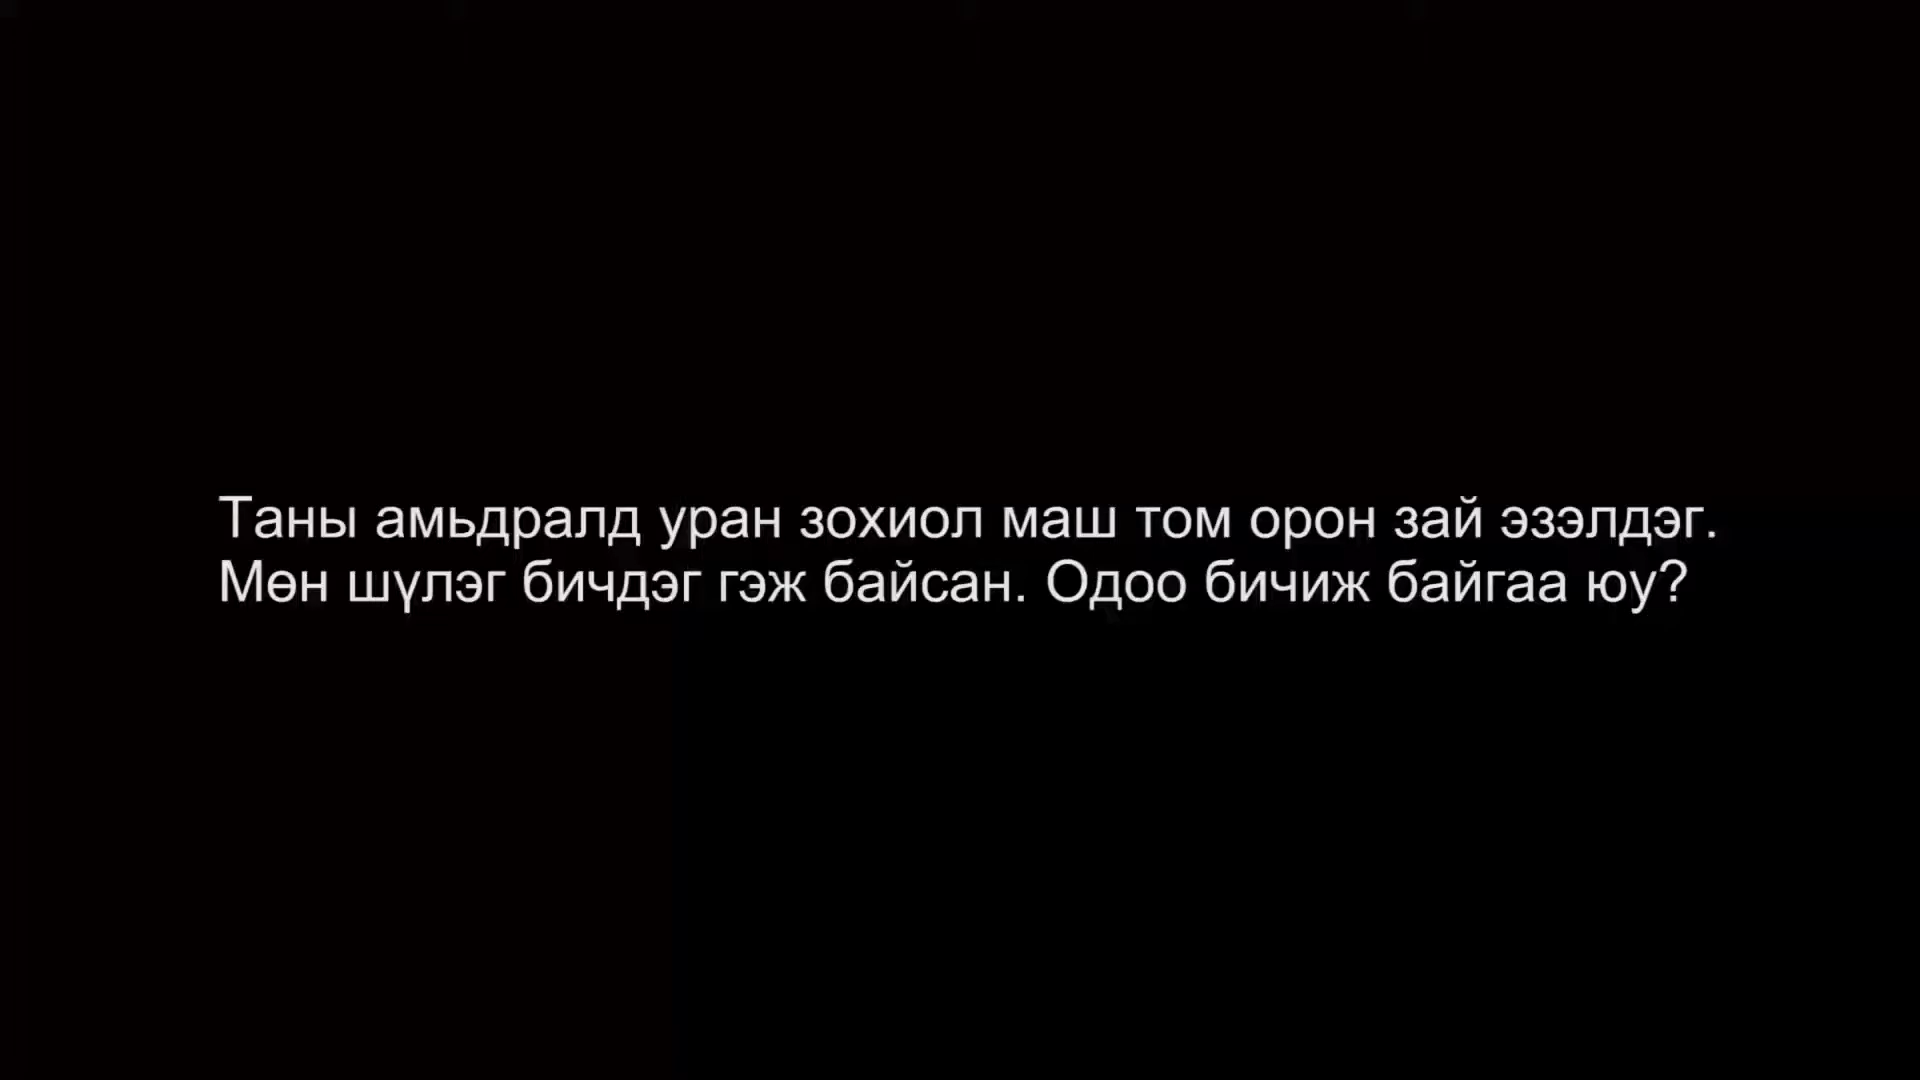 Таны амьдралд уран зохиол маш том орон зай эзэлдэг.
Мөн шүлэг бичдэг гэж байсан. Одоо бичиж байгаа юу?